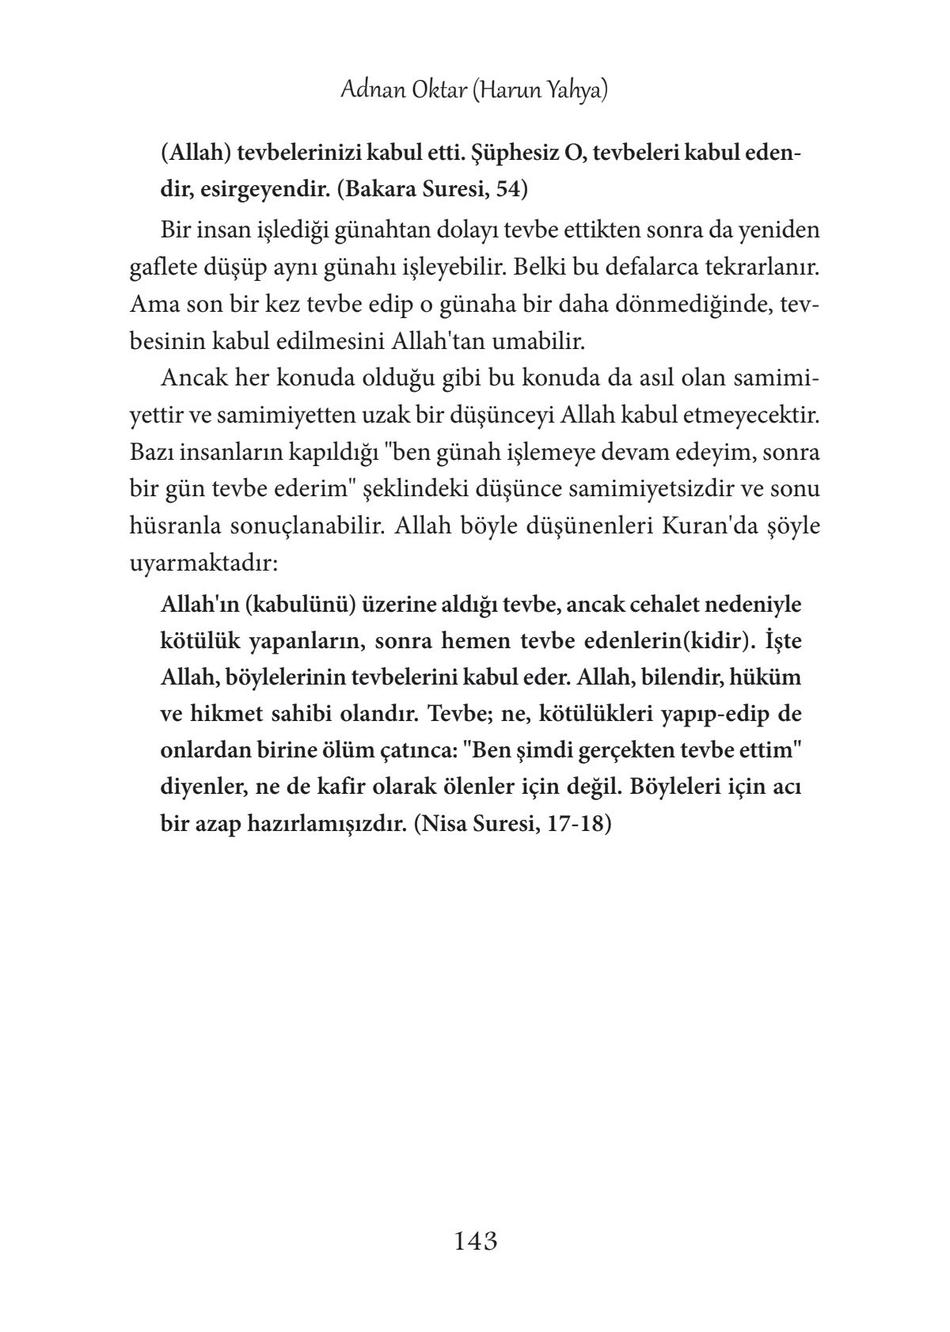 Adnan Oktar (Harun Yahya)
(Allah) tevbelerinizi kabul etti. Şüphesiz O, tevbeleri kabul eden-
dir, esirgeyendir. (Bakara Suresi, 54)
Bir insan işlediği günahtan dolayı tevbe ettikten sonra da yeniden
gaflete düşüp aynı günahı işleyebilir. Belki bu defalarca tekrarlanır.
Ama son bir kez tevbe edip o günaha bir daha dönmediğinde, tev-
besinin kabul edilmesini Allah'tan umabilir.
Ancak her konuda olduğu gibi bu konuda da asıl olan samimi-
yettir ve samimiyetten uzak bir düşünceyi Allah kabul etmeyecektir.
Bazı insanların kapıldığı "ben günah işlemeye devam edeyim, sonra
bir gün tevbe ederim" şeklindeki düşünce samimiyetsizdir ve sonu
hüsranla sonuçlanabilir. Allah böyle düşünenleri Kuran'da şöyle
uyarmaktadır:
Allah'ın (kabulünü) üzerine aldığı tevbe, ancak cehalet nedeniyle
kötülük yapanların, sonra hemen tevbe edenlerin(kidir). İşte
Allah, böylelerinin tevbelerini kabul eder. Allah, bilendir, hüküm
ve hikmet sahibi olandır. Tevbe; ne, kötülükleri yapıp-edip de
onlardan birine ölüm çatınca: "Ben şimdi gerçekten tevbe ettim"
diyenler, ne de kafir olarak ölenler için değil. Böyleleri için acı
bir azap hazırlamışızdır. (Nisa Suresi, 17-18)
143